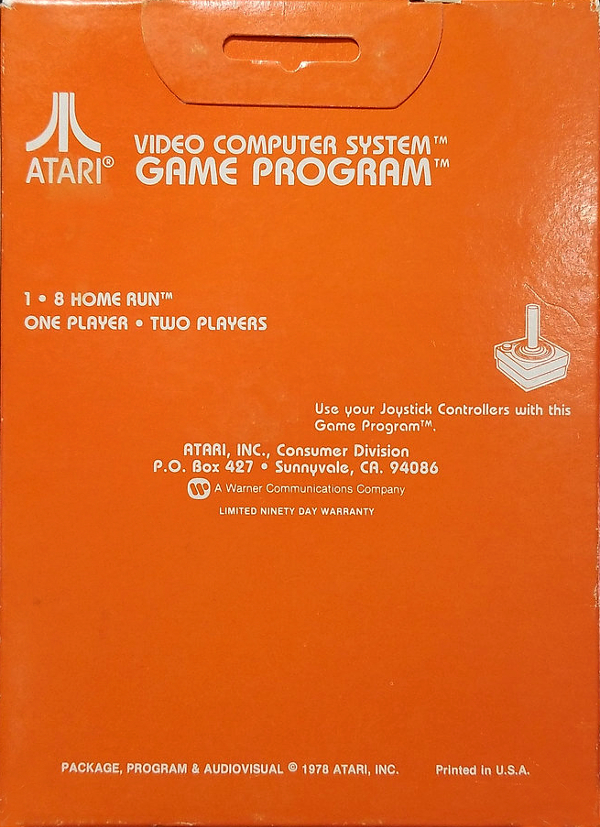 VIDEO COMPUTER SYSTEM™
ATARI® GAME PROGRAM™
1 • 8 HOME RUN™
ONE PLAYER • TWO PLAYERS
Use your Joystick Controllers with this
Game Program™.
ATARI, INC., Consumer Division
P.O. Box 427 • Sunnyvale, CA. 94086
A Warner Communications Company
LIMITED NINETY DAY WARRANTY
PACKAGE, PROGRAM & AUDIOVISUAL © 1978 ATARI, INC. Printed in U.S.A.